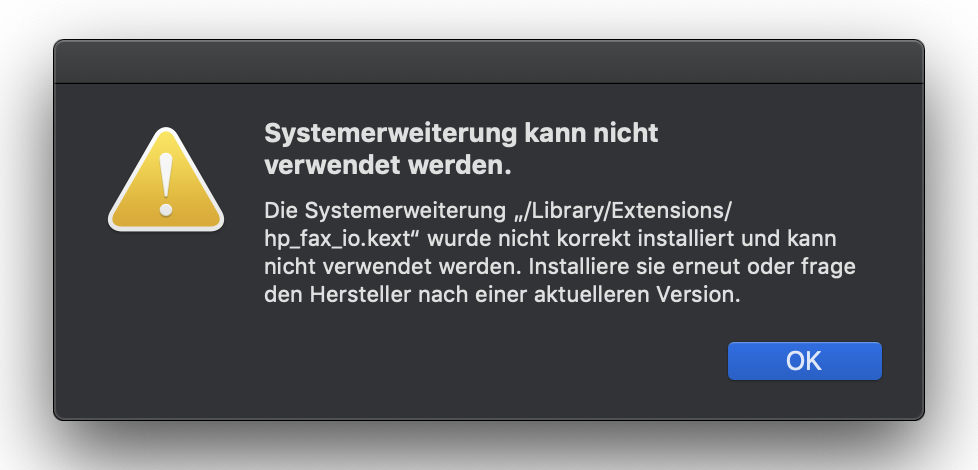 Systemerweiterung kann nicht
verwendet werden.
Die Systemerweiterung „/Library/Extensions/
hp_fax_io.kext“ wurde nicht korrekt installiert und kann
nicht verwendet werden. Installiere sie erneut oder frage
den Hersteller nach einer aktuelleren Version.
OK